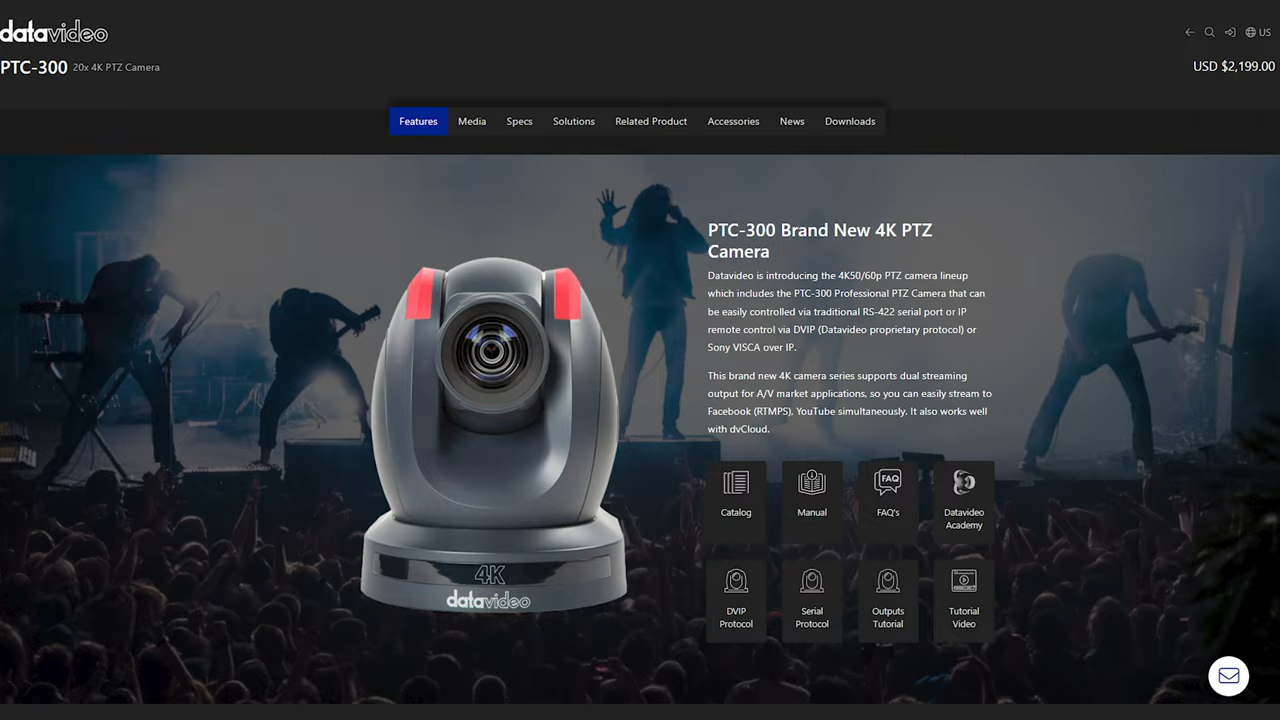 datavideo
US
PTC-300 20x 4K PTZ Camera
USD $2,199.00
Features Media Specs Solutions Related Product Accessories News Downloads
PTC-300 Brand New 4K PTZ
Camera
Datavideo is introducing the 4K50/60p PTZ camera lineup
which includes the PTC-300 Professional PTZ Camera that can
be easily controlled via traditional RS-422 serial port or IP
remote control via DVIP (Datavideo proprietary protocol) or
Sony VISCA over IP.
This brand new 4K camera series supports dual streaming
output for A/V market applications, so you can easily stream to
Facebook (RTMPS), YouTube simultaneously. It also works well
with dvCloud.
4K
datavideo
FAQ
Catalog Manual FAQ's Datavideo
Academy
DVIP Serial Outputs Tutorial
Protocol Protocol Tutorial Video